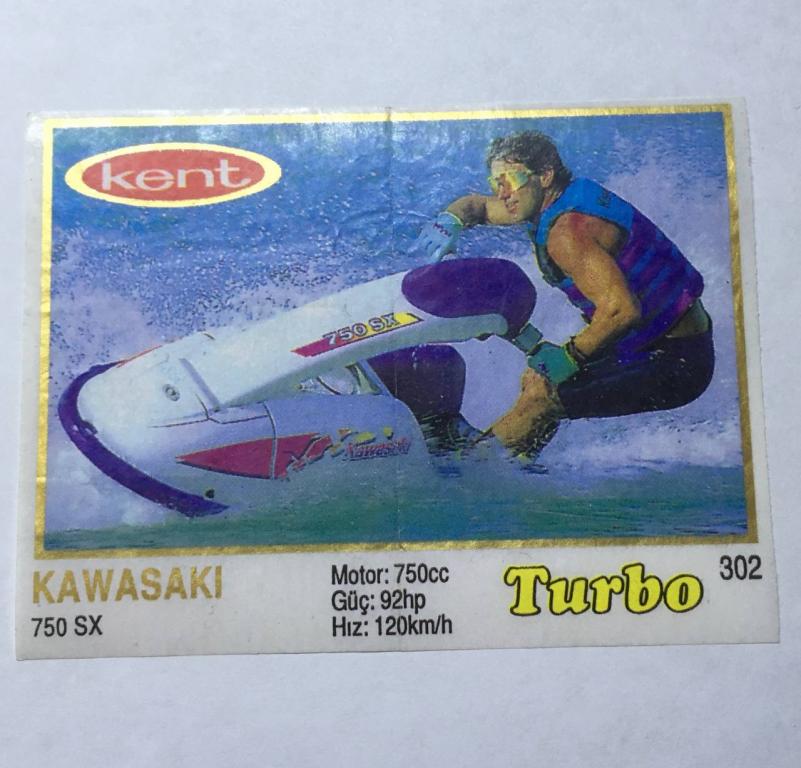 kent
750 SX
Kawasaki
KAWASAKI
750 SX
Motor: 750cc
Güç: 92hp
Hız: 120km/h
Turbo
302